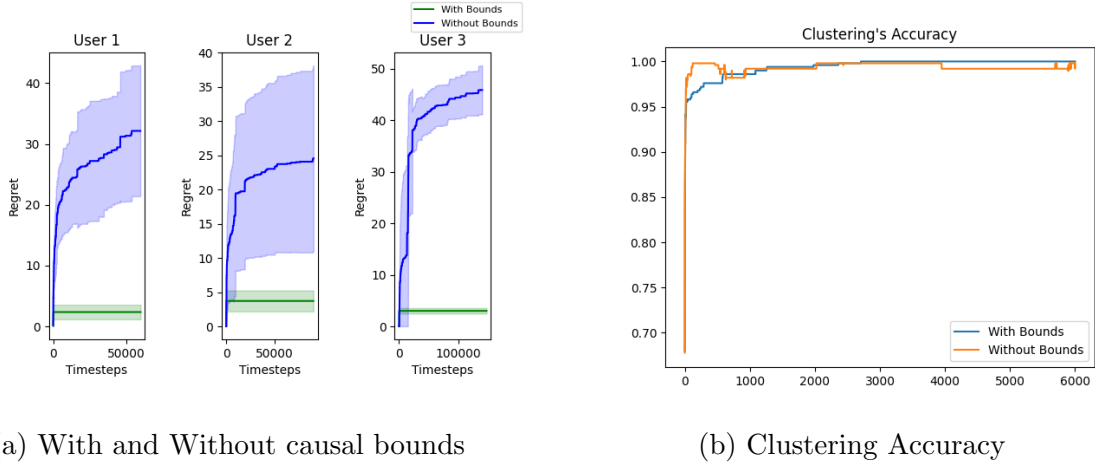 With Bounds
Without Bounds
User 1
User 2
User 3
Regret
Regret
Regret
40
30
20
10
0
40
35
30
25
20
15
10
5
0
50
40
30
20
10
0
0
50000
0
50000
0
100000
Timesteps
Timesteps
Timesteps
a) With and Without causal bounds
Clustering's Accuracy
1.00
0.95
0.90
0.85
0.80
0.75
0.70
0
1000
2000
3000
4000
5000
6000
With Bounds
Without Bounds
(b) Clustering Accuracy